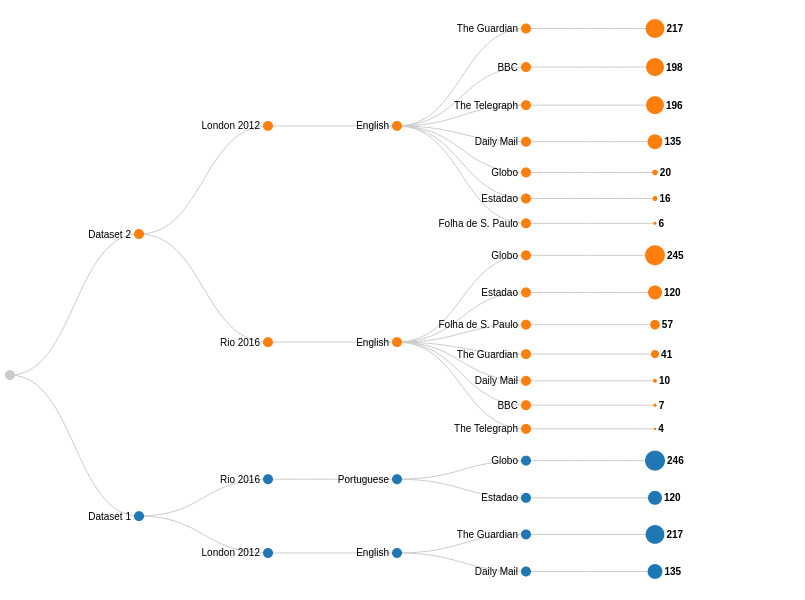 The Guardian 217
BBC 198
The Telegraph 196
London 2012 English
Daily Mail 135
Globo 20
Estadao 16
Folha de S. Paulo 6
Dataset 2
Globo 245
Estadao 120
Folha de S. Paulo 57
Rio 2016 English
The Guardian 41
Daily Mail 10
BBC 7
The Telegraph 4
Globo 246
Rio 2016 Portuguese
Estadao 120
Dataset 1
The Guardian 217
London 2012 English
Daily Mail 135